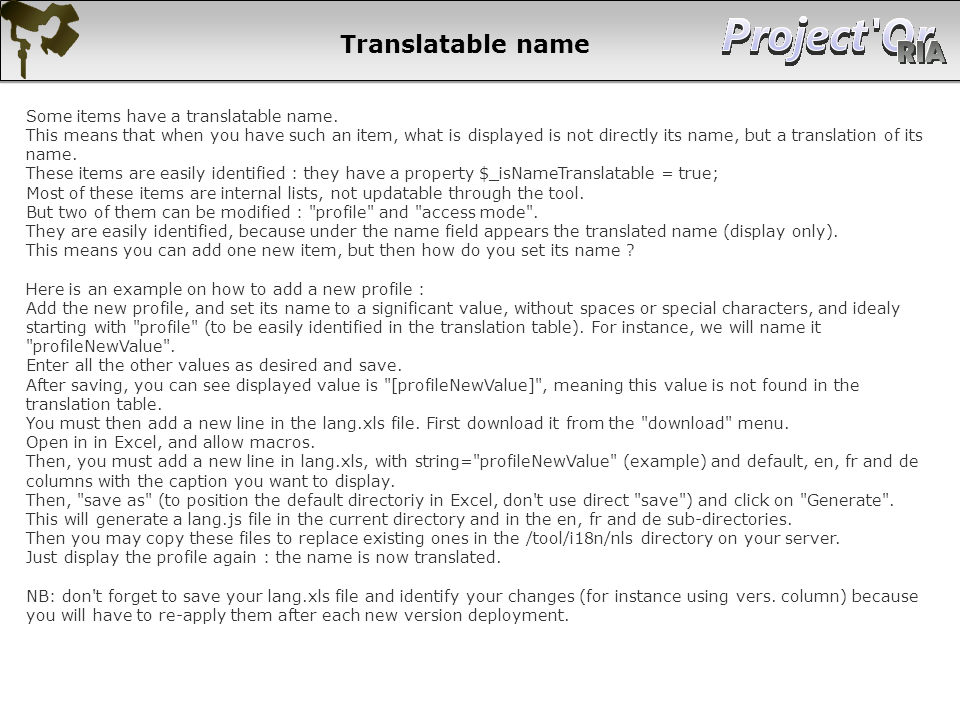 Translatable name
Project'Or
RIA
Some items have a translatable name.
This means that when you have such an item, what is displayed is not directly its name, but a translation of its
name.
These items are easily identified : they have a property $_isNameTranslatable = true;
Most of these items are internal lists, not updatable through the tool.
But two of them can be modified : "profile" and "access mode".
They are easily identified, because under the name field appears the translated name (display only).
This means you can add one new item, but then how do you set its name ?
Here is an example on how to add a new profile :
Add the new profile, and set its name to a significant value, without spaces or special characters, and idealy
starting with "profile" (to be easily identified in the translation table). For instance, we will name it
"profileNewValue".
Enter all the other values as desired and save.
After saving, you can see displayed value is "[profileNewValue]", meaning this value is not found in the
translation table.
You must then add a new line in the lang.xls file. First download it from the "download" menu.
Open in in Excel, and allow macros.
Then, you must add a new line in lang.xls, with string="profileNewValue" (example) and default, en, fr and de
columns with the caption you want to display.
Then, "save as" (to position the default directoriy in Excel, don't use direct "save") and click on "Generate".
This will generate a lang.js file in the current directory and in the en, fr and de sub-directories.
Then you may copy these files to replace existing ones in the /tool/i18n/nls directory on your server.
Just display the profile again : the name is now translated.
NB: don't forget to save your lang.xls file and identify your changes (for instance using vers. column) because
you will have to re-apply them after each new version deployment.